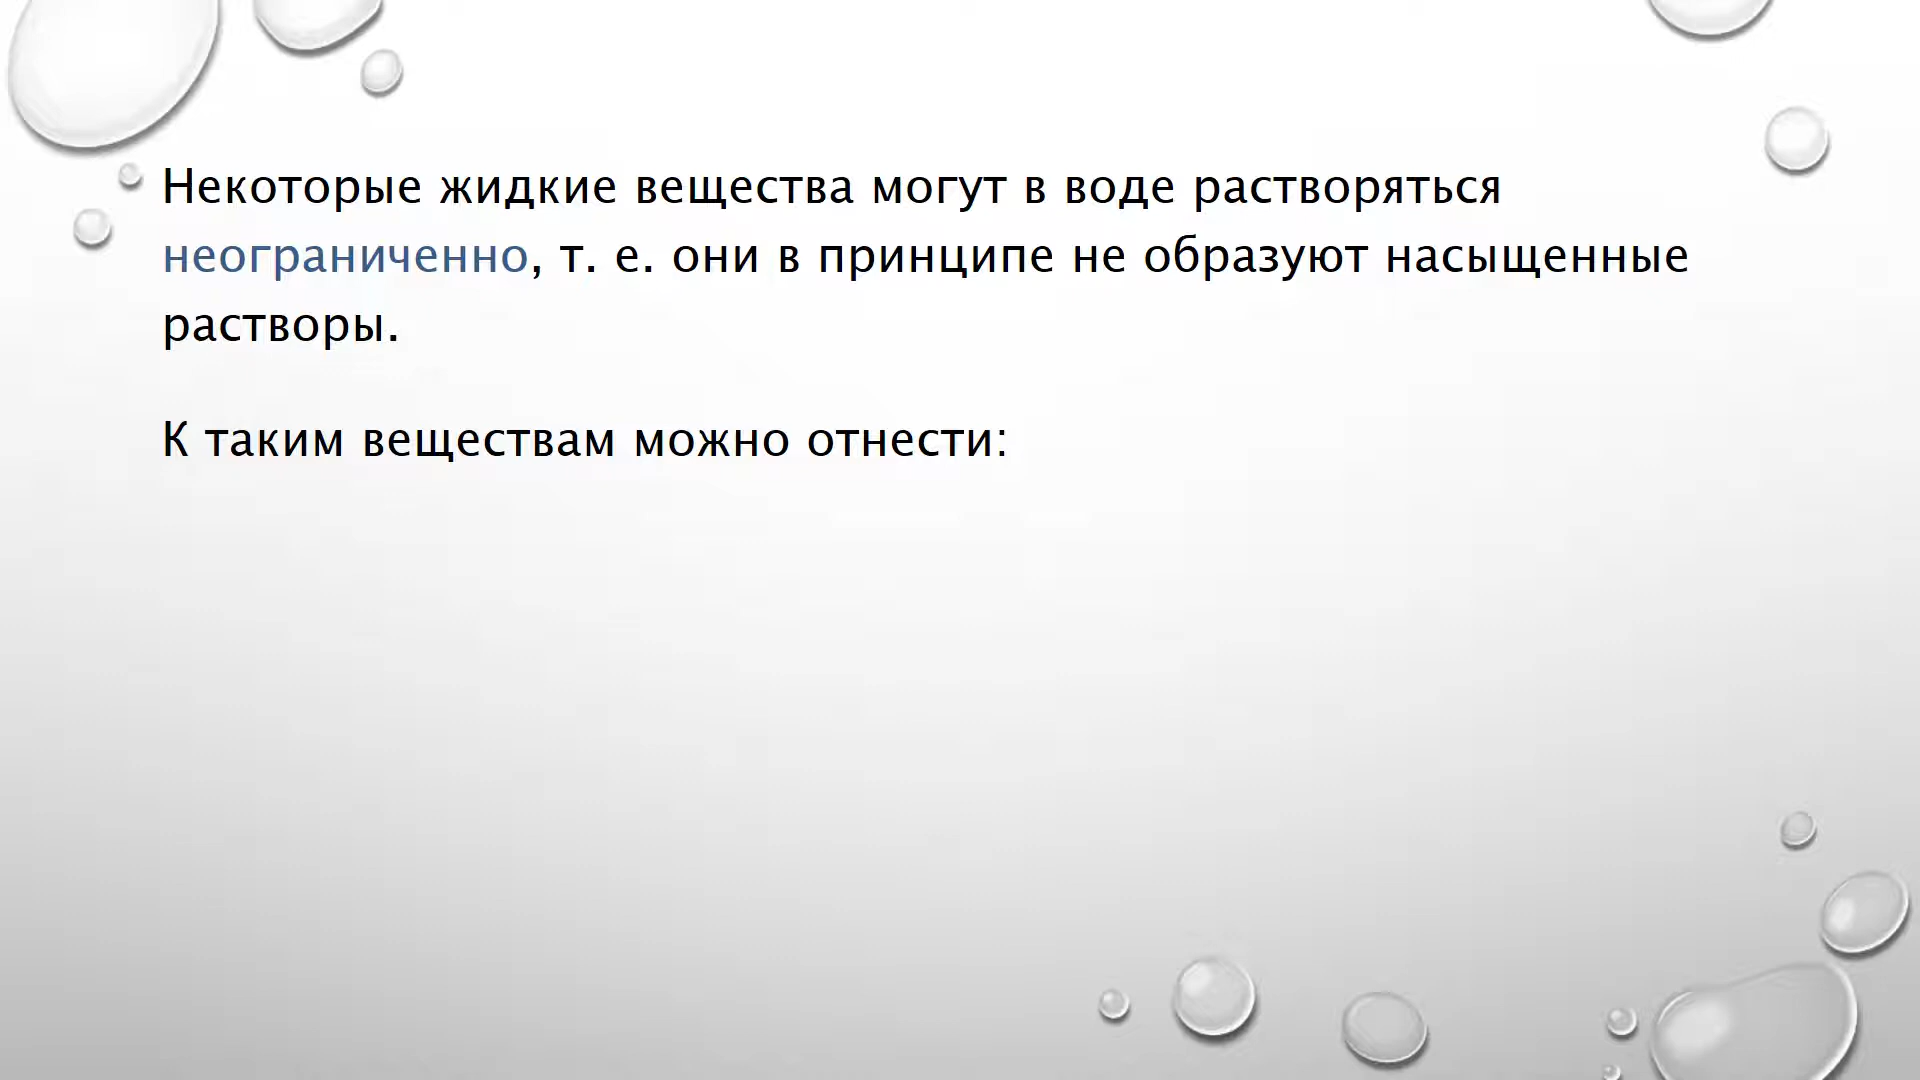 Некоторые жидкие вещества могут в воде растворяться
неограниченно, т. е. они в принципе не образуют насыщенные
растворы.
К таким веществам можно отнести: